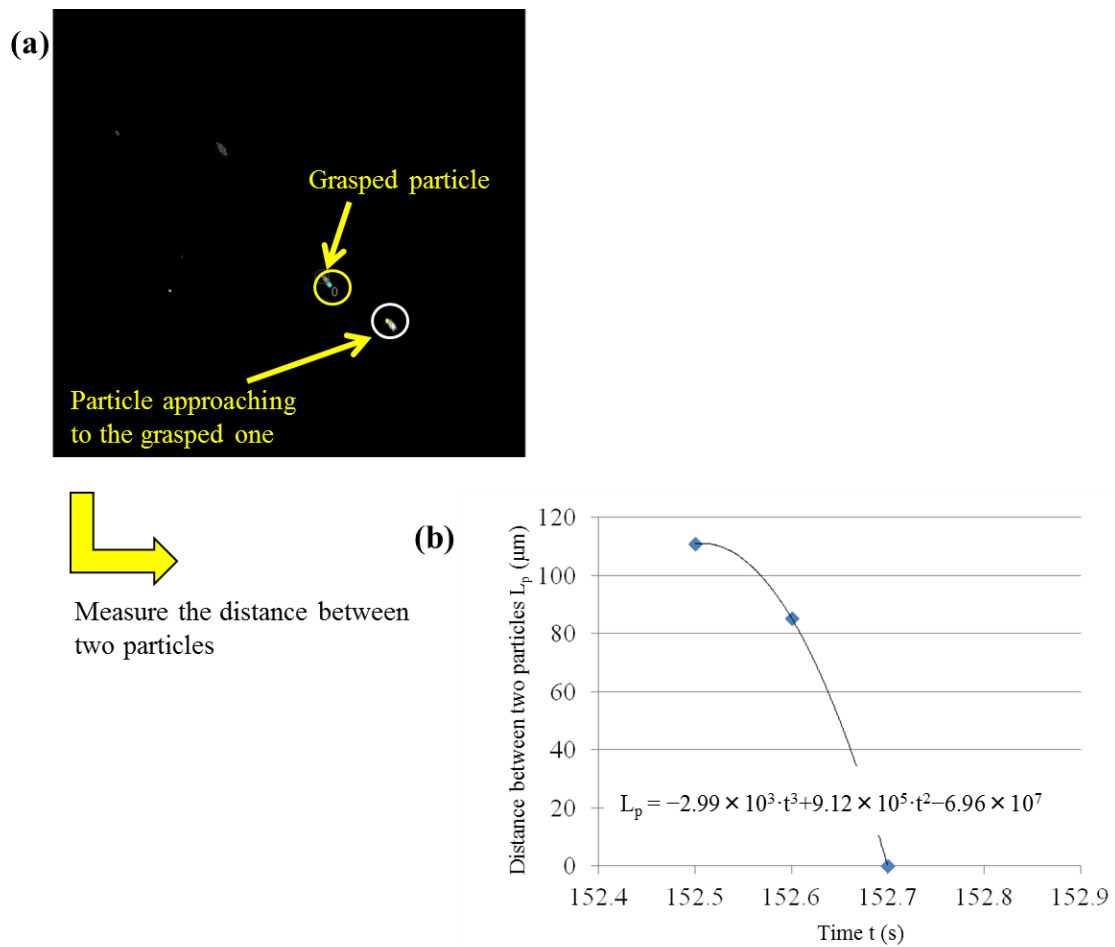 (a)
Grasped particle
0
Particle approaching
to the grasped one
Measure the distance between
two particles
(b)
Distance between two particles Lₚ (μm)
120
100
80
60
40
20
0
Lₚ = −2.99×10³·t³+9.12×10⁵·t²−6.96×10⁷
152.4 152.5 152.6 152.7 152.8 152.9
Time t (s)